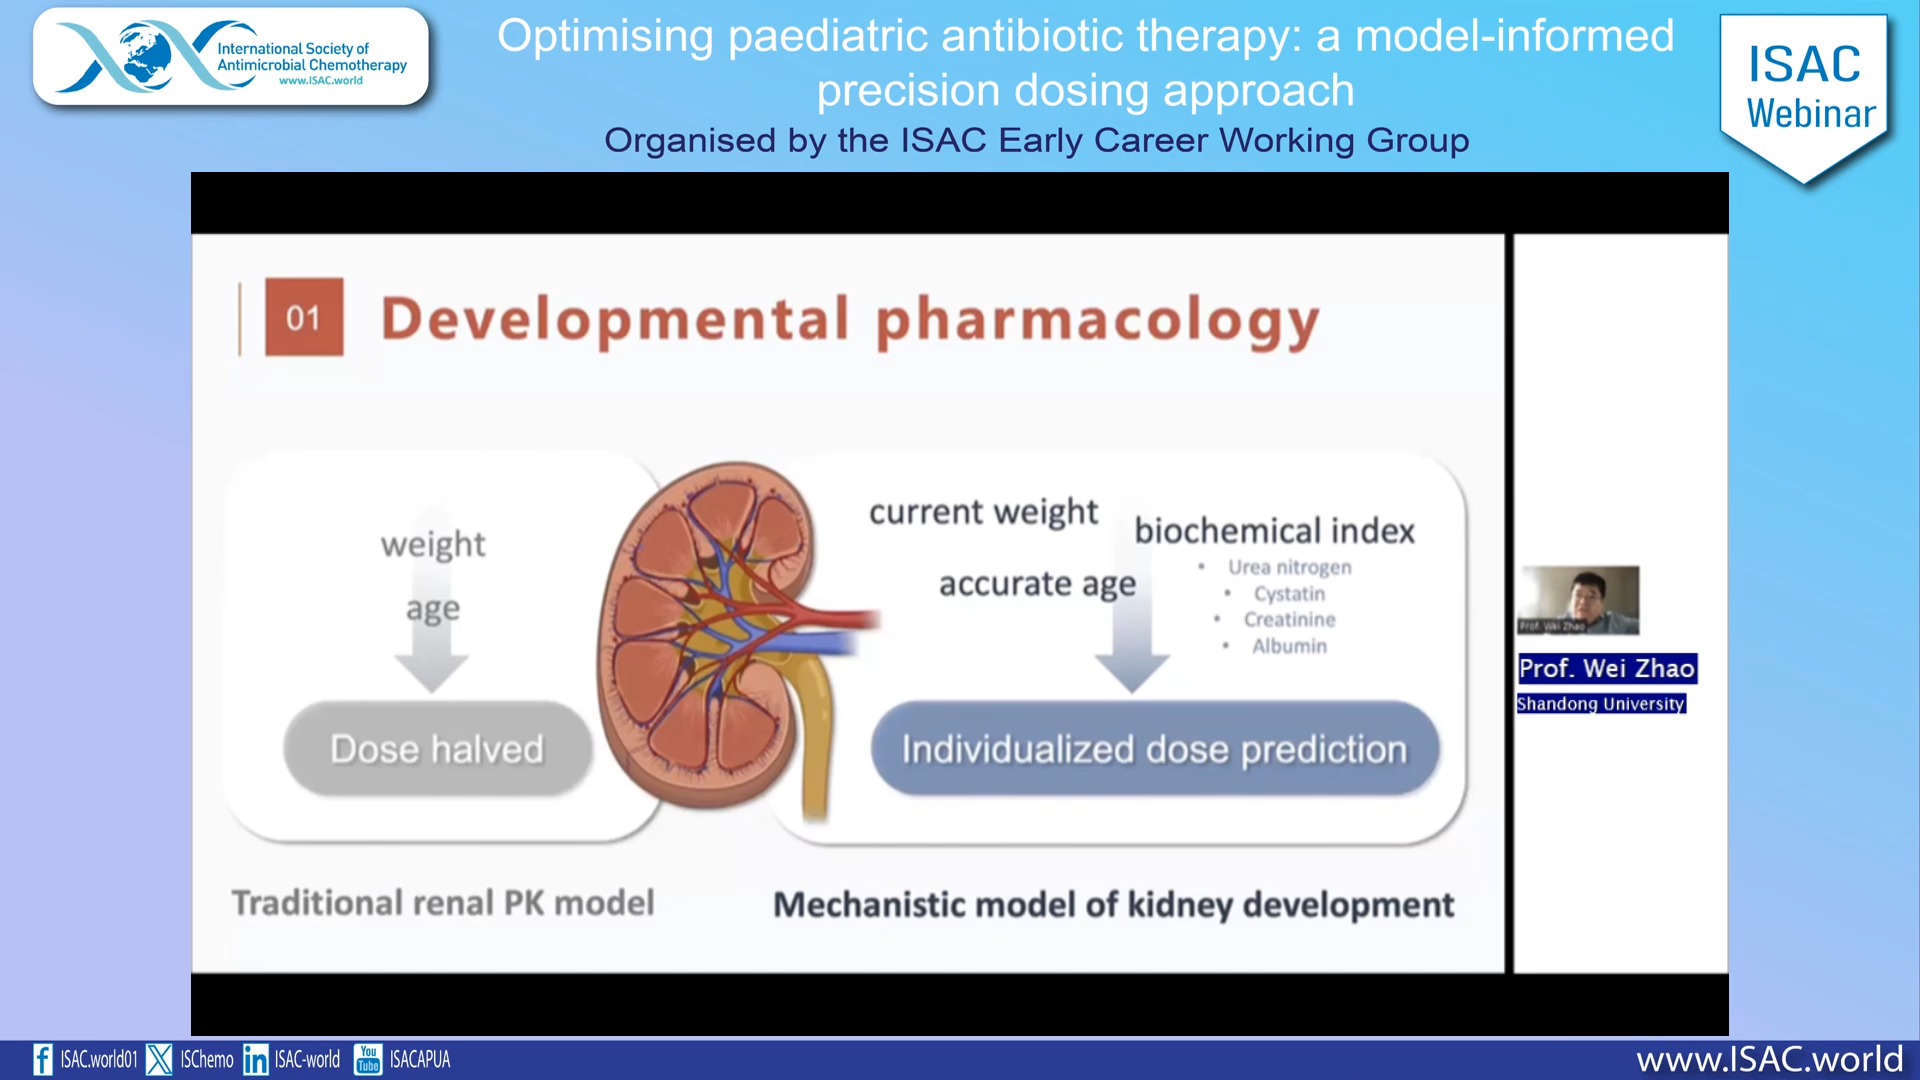 International Society of
Antimicrobial Chemotherapy
www.ISAC.world
Optimising paediatric antibiotic therapy: a model-informed
precision dosing approach
Organised by the ISAC Early Career Working Group
ISAC
Webinar
01
Developmental pharmacology
weight
age
Dose halved
Traditional renal PK model
current weight
accurate age
biochemical index
• Urea nitrogen
• Cystatin
• Creatinine
• Albumin
Individualized dose prediction
Mechanistic model of kidney development
Prof. Wei Zhao
Prof. Wei Zhao
Shandong University
f ISAC.world01 X ISChemo in ISAC-world You Tube ISACAPUA
www.ISAC.world